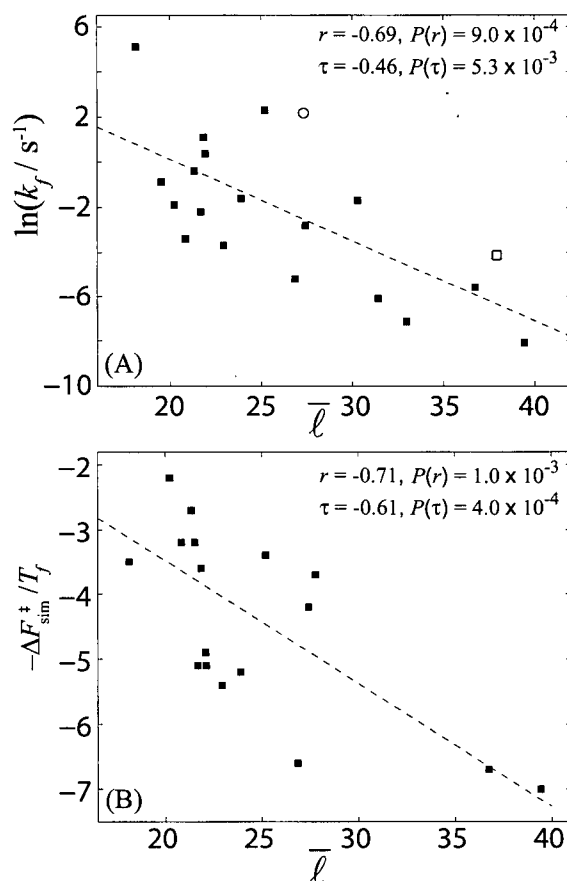 r = -0.69, P(r) = 9.0 x 10⁻⁴
τ = -0.46, P(τ) = 5.3 x 10⁻³
6
2
−2
−6
−10
ln(k_f / s⁻¹)
(A)
20 25 30 35 40
ℓ̄
r = -0.71, P(r) = 1.0 x 10⁻³
τ = -0.61, P(τ) = 4.0 x 10⁻⁴
−2
−3
−4
−5
−6
−7
−ΔF‡_sim / T_f
(B)
20 25 30 35 40
ℓ̄